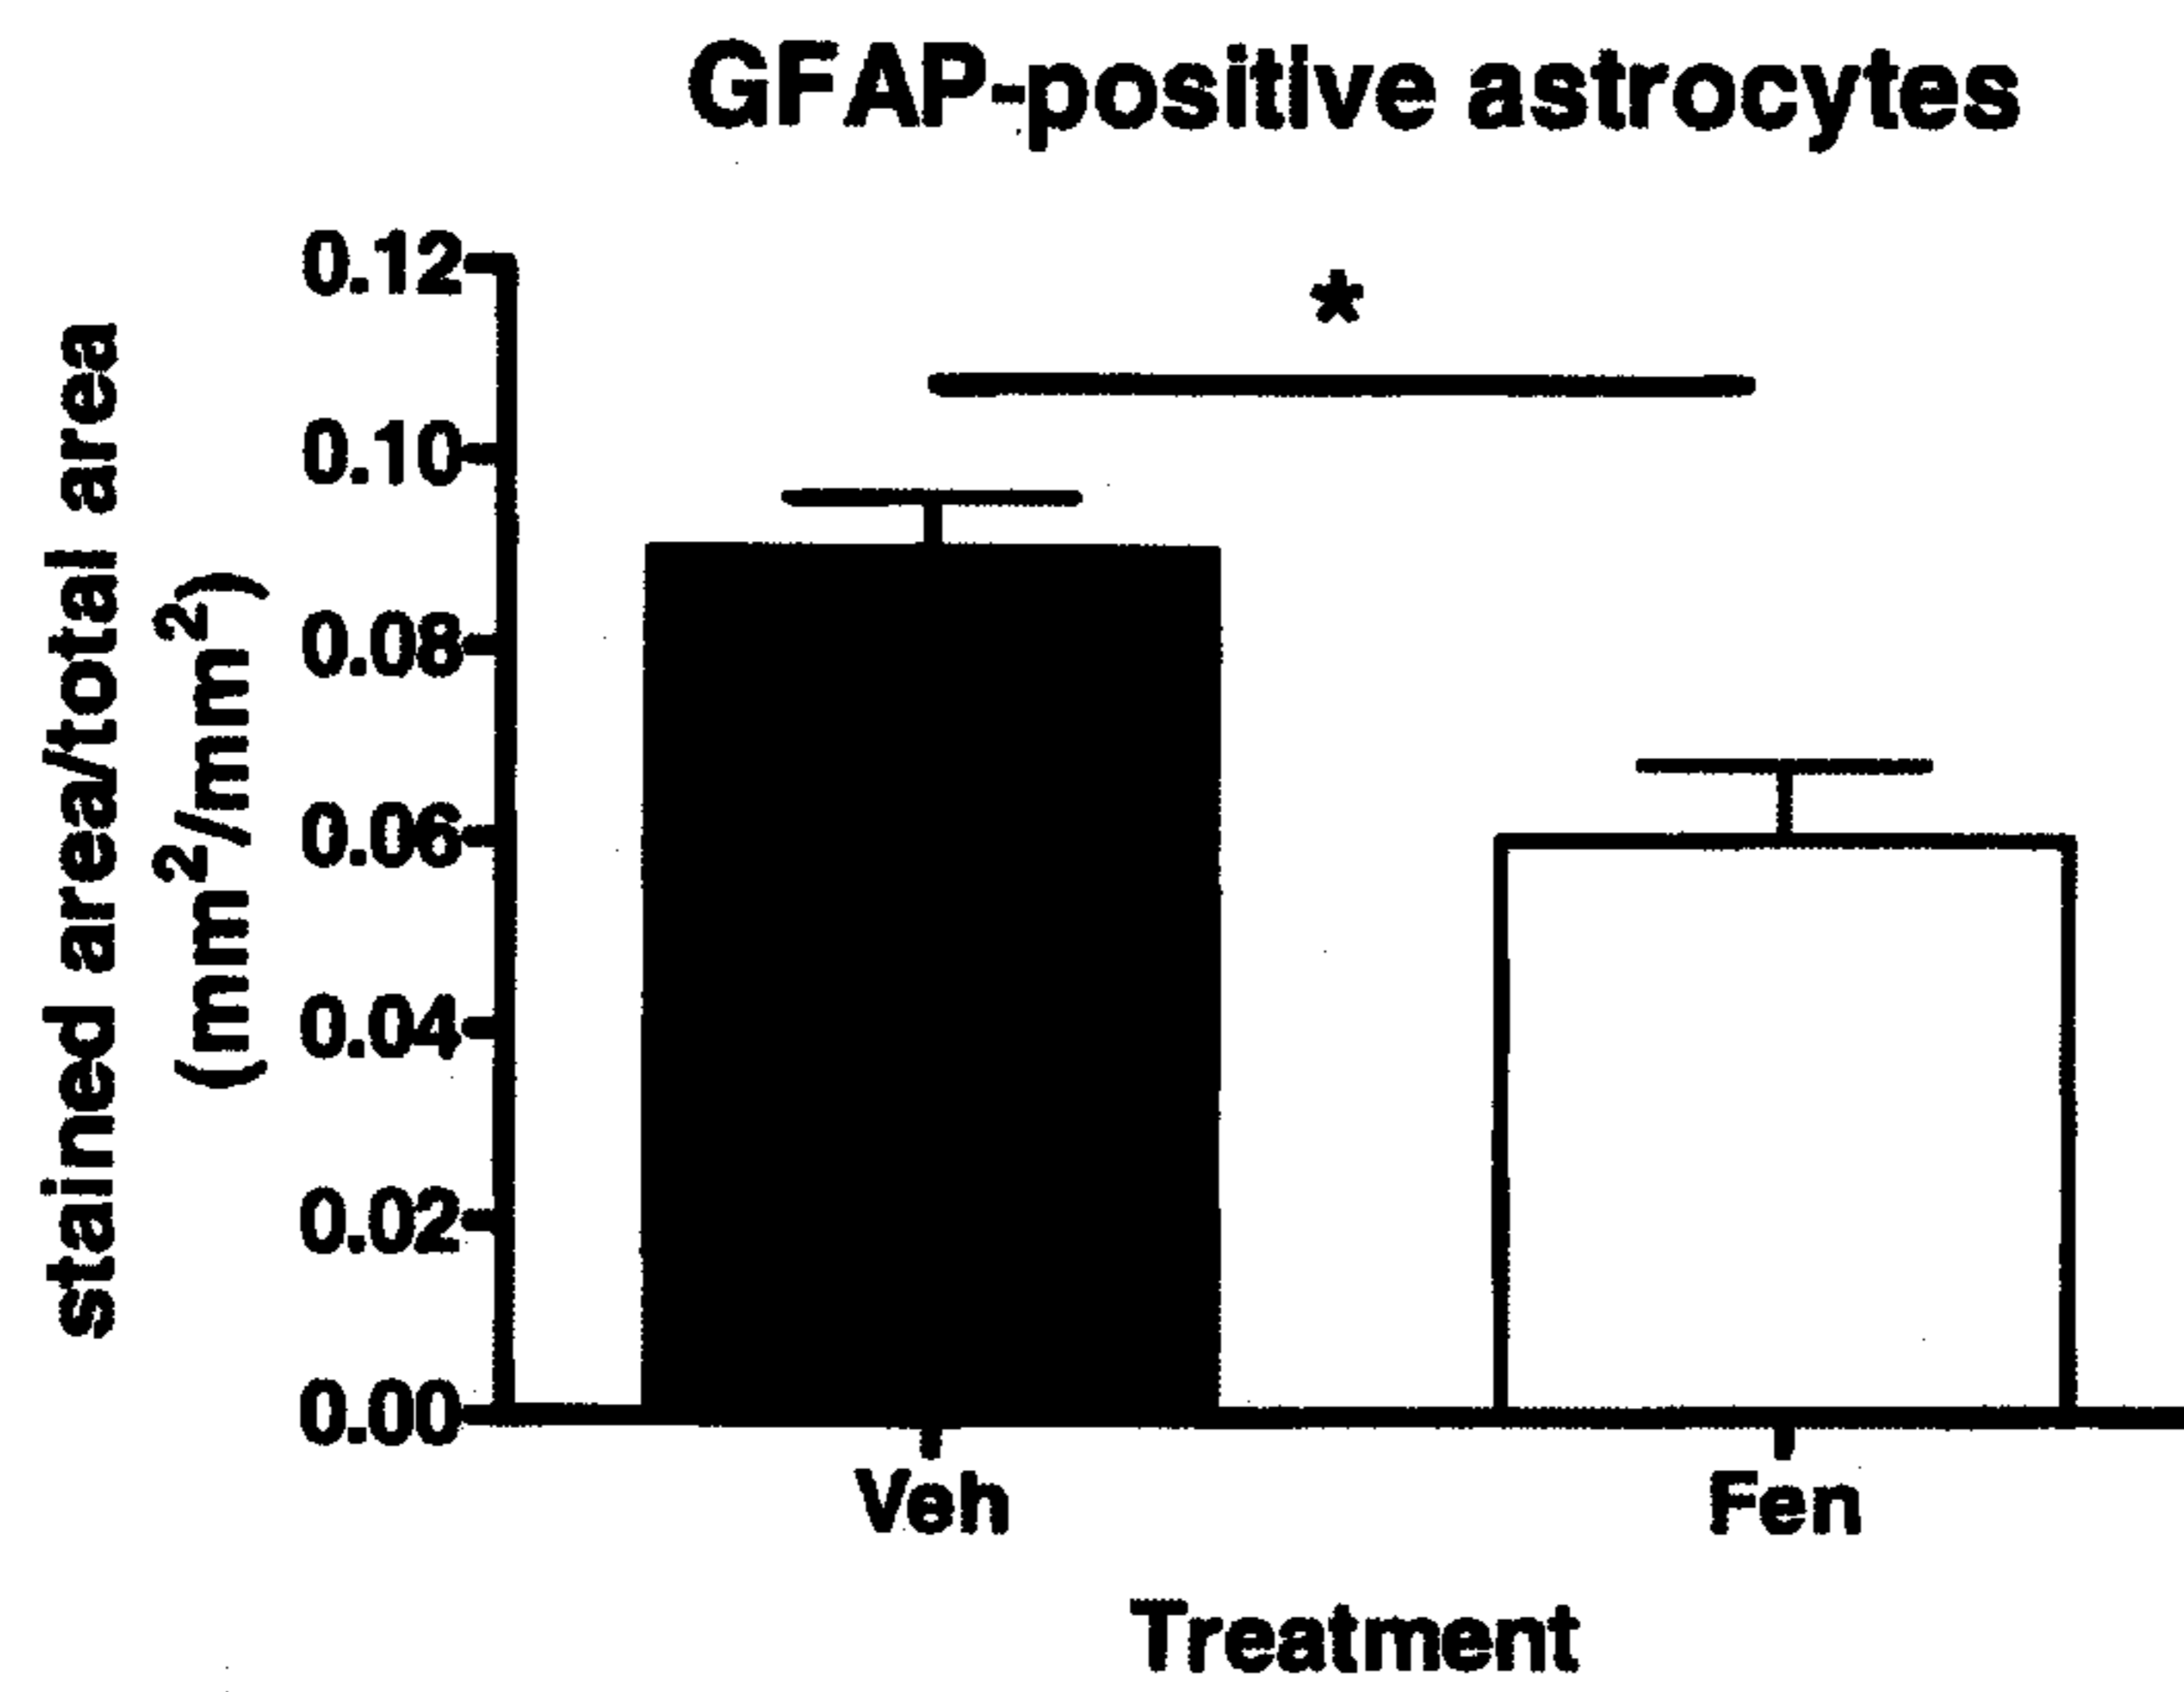 GFAP-positive astrocytes
stained area/total area
(mm²/mm²)
0.12
*
0.10
0.08
0.06
0.04
0.02
0.00
Veh
Fen
Treatment